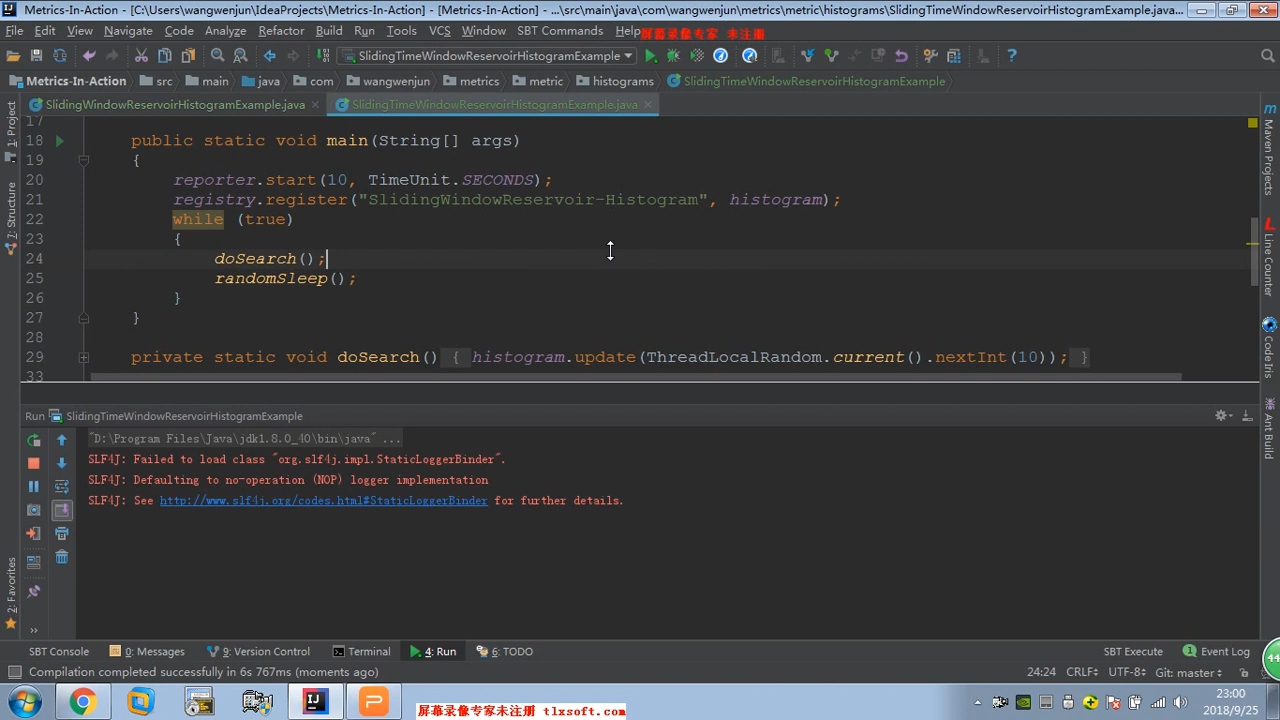 Metrics-In-Action - [C:\Users\wangwenjun\IdeaProjects\Metrics-In-Action] - [Metrics-In-Action] - ...\src\main\java\com\wangwenjun\metrics\metric\histograms\SlidingTimeWindowReservoirHistogramExample.java...
File Edit View Navigate Code Analyze Refactor Build Run Tools VCS Window SBT Commands Help
屏幕录像专家 未注册
SlidingTimeWindowReservoirHistogramExample
Metrics-In-Action src main java com wangwenjun metrics metric histograms SlidingTimeWindowReservoirHistogramExample
SlidingWindowReservoirHistogramExample.java SlidingTimeWindowReservoirHistogramExample.java
17
18 public static void main(String[] args)
19 {
20 reporter.start(10, TimeUnit.SECONDS);
21 registry.register("SlidingWindowReservoir-Histogram", histogram);
22 while (true)
23 {
24 doSearch();
25 randomSleep();
26 }
27 }
28
29 private static void doSearch() { histogram.update(ThreadLocalRandom.current().nextInt(10)); }
33
1: Project
7: Structure
2: Favorites
Maven Projects
Line Counter
CodeIris
Ant Build
Run SlidingTimeWindowReservoirHistogramExample
"D:\Program Files\Java\jdk1.8.0_40\bin\java" ...
SLF4J: Failed to load class "org.slf4j.impl.StaticLoggerBinder".
SLF4J: Defaulting to no-operation (NOP) logger implementation
SLF4J: See http://www.slf4j.org/codes.html#StaticLoggerBinder for further details.
SBT Console 0: Messages 9: Version Control Terminal 4: Run 6: TODO SBT Execute 1 Event Log
Compilation completed successfully in 6s 767ms (moments ago) 24:24 CRLF÷ UTF-8÷ Git: master÷
44
23:00
2018/9/25
屏幕录像专家未注册 tlxsoft.com